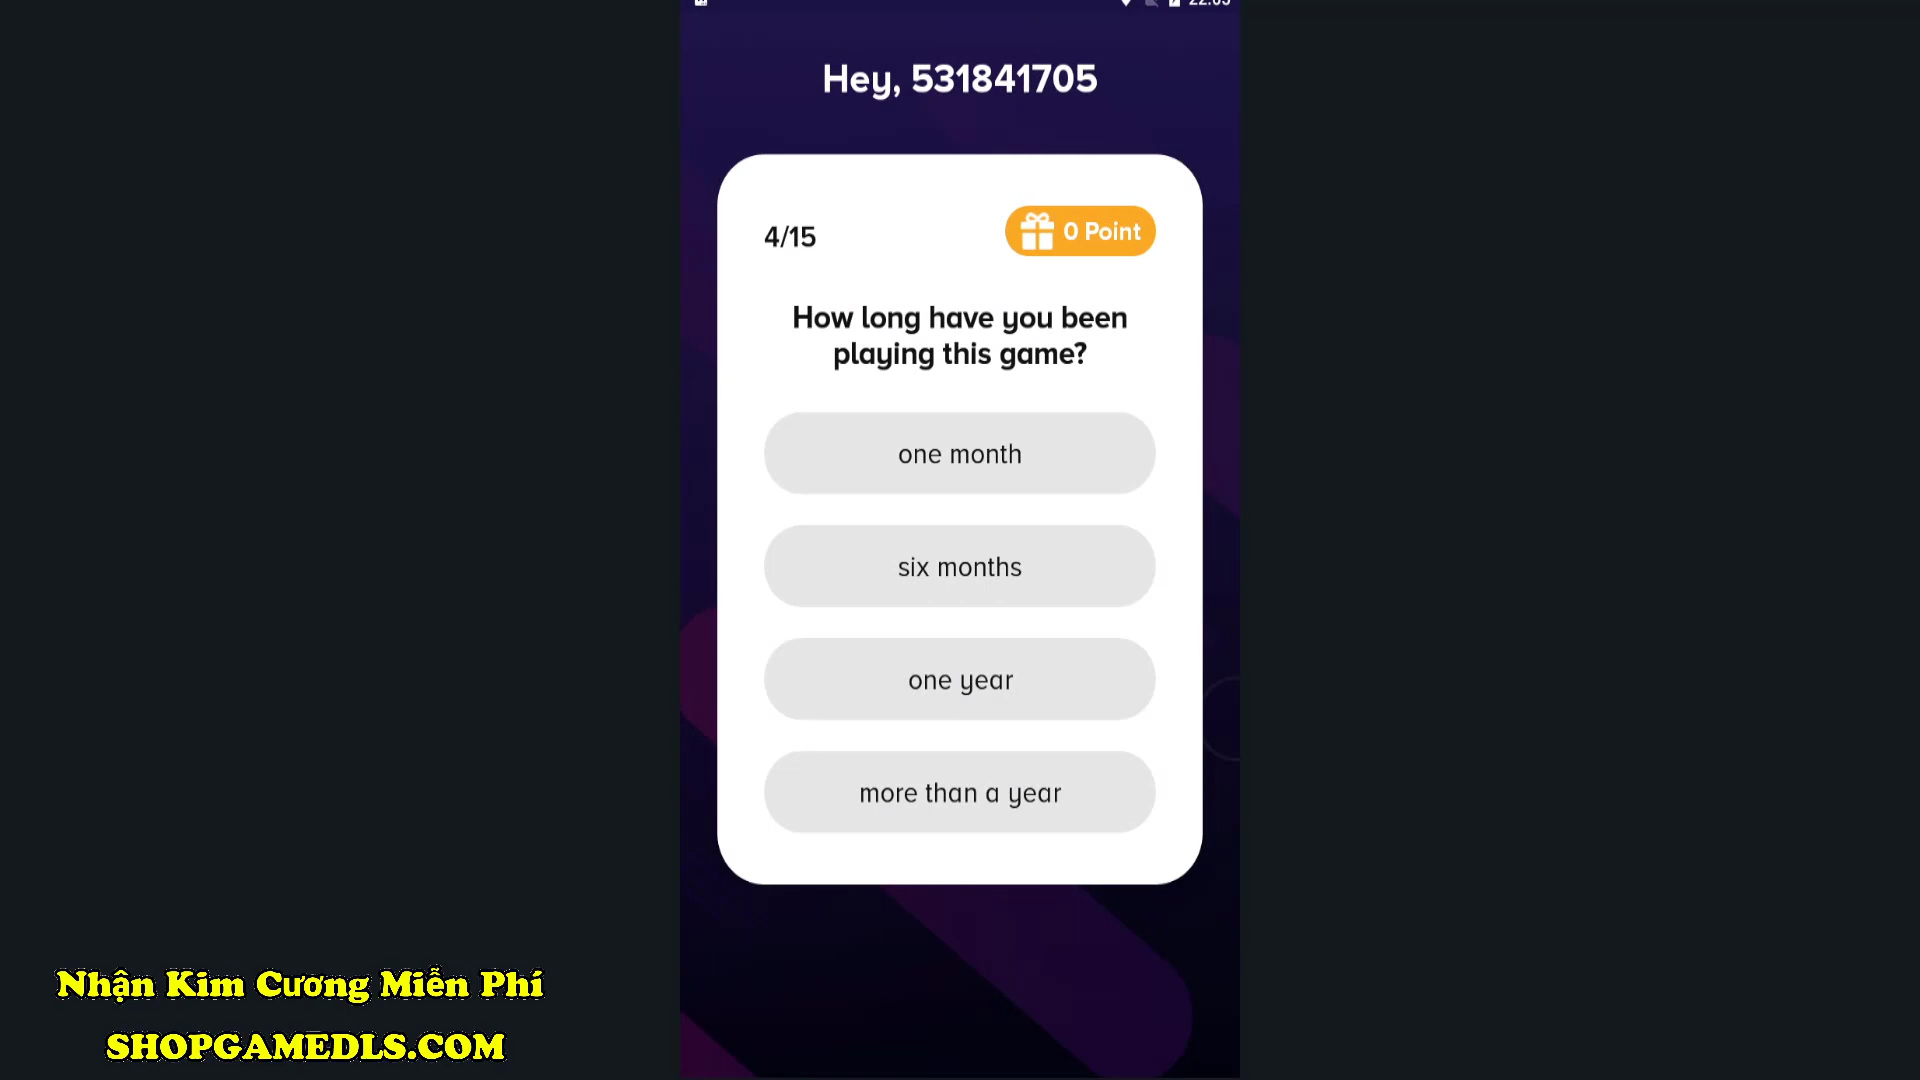 Hey, 531841705
4/15
0 Point
How long have you been
playing this game?
one month
six months
one year
more than a year
Nhận Kim Cương Miễn Phí
SHOPGAMEDLS.COM